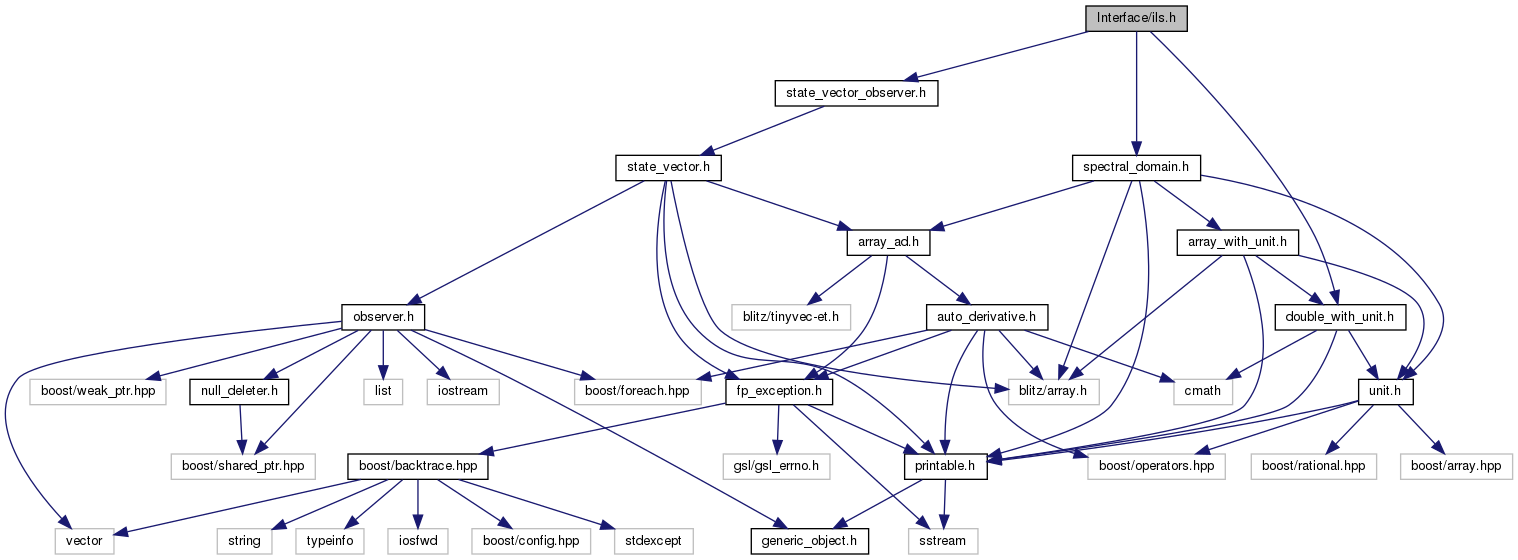 Interface/ils.h
state_vector_observer.h
state_vector.h
spectral_domain.h
array_ad.h
array_with_unit.h
observer.h
blitz/tinyvec-et.h
auto_derivative.h
double_with_unit.h
boost/weak_ptr.hpp
null_deleter.h
list
iostream
boost/foreach.hpp
fp_exception.h
blitz/array.h
cmath
unit.h
boost/shared_ptr.hpp
boost/backtrace.hpp
gsl/gsl_errno.h
printable.h
boost/operators.hpp
boost/rational.hpp
boost/array.hpp
vector
string
typeinfo
iosfwd
boost/config.hpp
stdexcept
generic_object.h
sstream